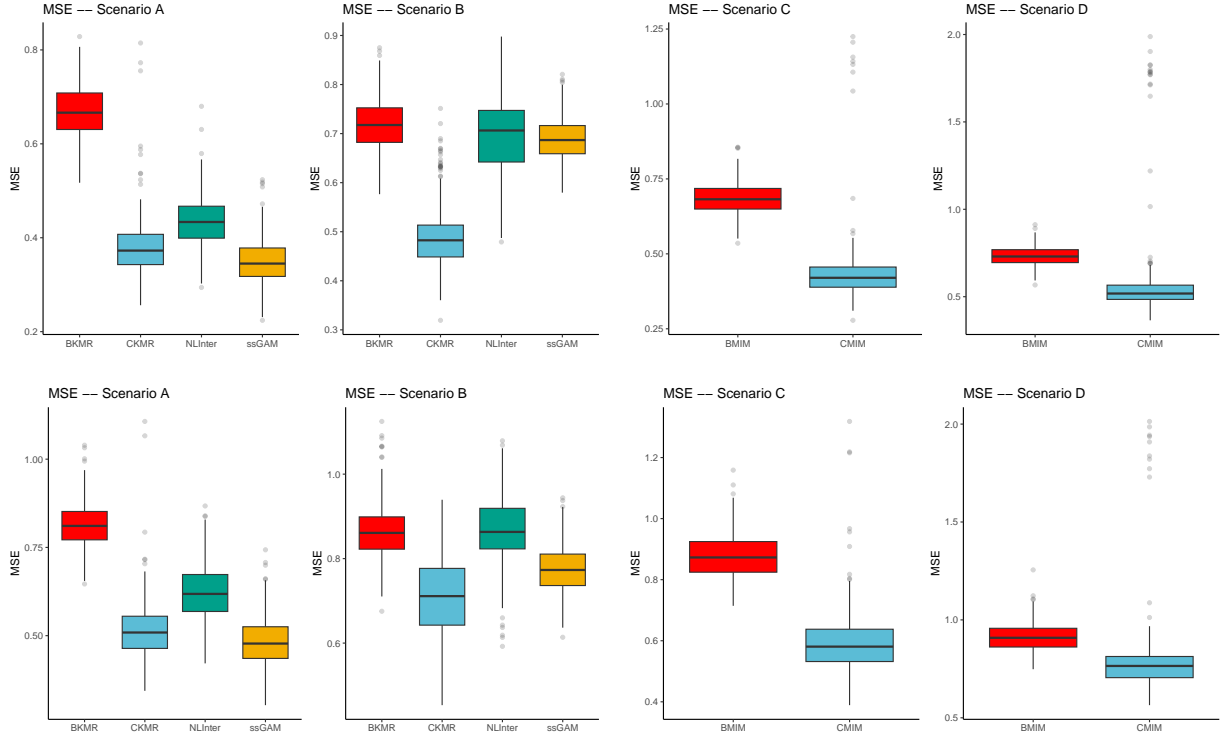 MSE −− Scenario A
MSE
0.8
0.6
0.4
0.2
BKMR CKMR NLInter ssGAM
MSE −− Scenario B
MSE
0.9
0.8
0.7
0.6
0.5
0.4
0.3
BKMR CKMR NLInter ssGAM
MSE −− Scenario C
MSE
1.25
1.00
0.75
0.50
0.25
BMIM CMIM
MSE −− Scenario D
MSE
2.0
1.5
1.0
0.5
BMIM CMIM
MSE −− Scenario A
MSE
1.00
0.75
0.50
BKMR CKMR NLInter ssGAM
MSE −− Scenario B
MSE
1.0
0.8
0.6
BKMR CKMR NLInter ssGAM
MSE −− Scenario C
MSE
1.2
1.0
0.8
0.6
0.4
BMIM CMIM
MSE −− Scenario D
MSE
2.0
1.5
1.0
0.5
BMIM CMIM